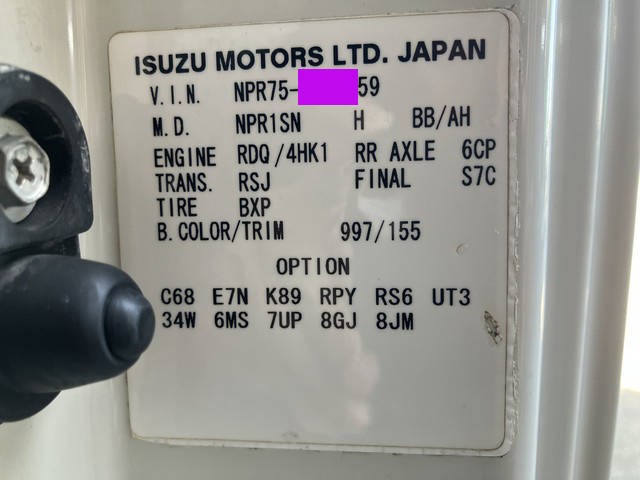 ISUZU MOTORS LTD. JAPAN
V.I.N. NPR75- 59
M.D. NPR1SN H BB/AH
ENGINE RDQ/4HK1 RR AXLE 6CP
TRANS. RSJ FINAL S7C
TIRE BXP
B.COLOR/TRIM 997/155
OPTION
C68 E7N K89 RPY RS6 UT3
34W 6MS 7UP 8GJ 8JM